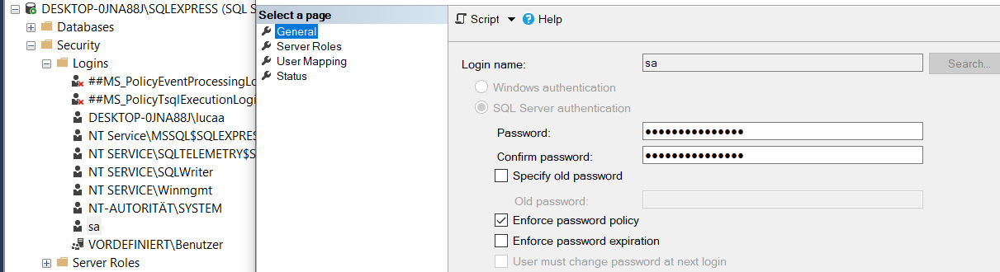 DESKTOP-0JNA88J\SQLEXPRESS (SQL S
Databases
Security
Logins
##MS_PolicyEventProcessingLo
##MS_PolicyTsqlExecutionLogi
DESKTOP-0JNA88J\lucaa
NT Service\MSSQL$SQLEXPRES
NT SERVICE\SQLTELEMETRY$S
NT SERVICE\SQLWriter
NT SERVICE\Winmgmt
NT-AUTORITÄT\SYSTEM
sa
VORDEFINIERT\Benutzer
Server Roles
Select a page
General
Server Roles
User Mapping
Status
Script Help
Login name: sa Search...
Windows authentication
SQL Server authentication
Password: ●●●●●●●●●●●●●●●
Confirm password: ●●●●●●●●●●●●●●●
Specify old password
Old password:
Enforce password policy
Enforce password expiration
User must change password at next login